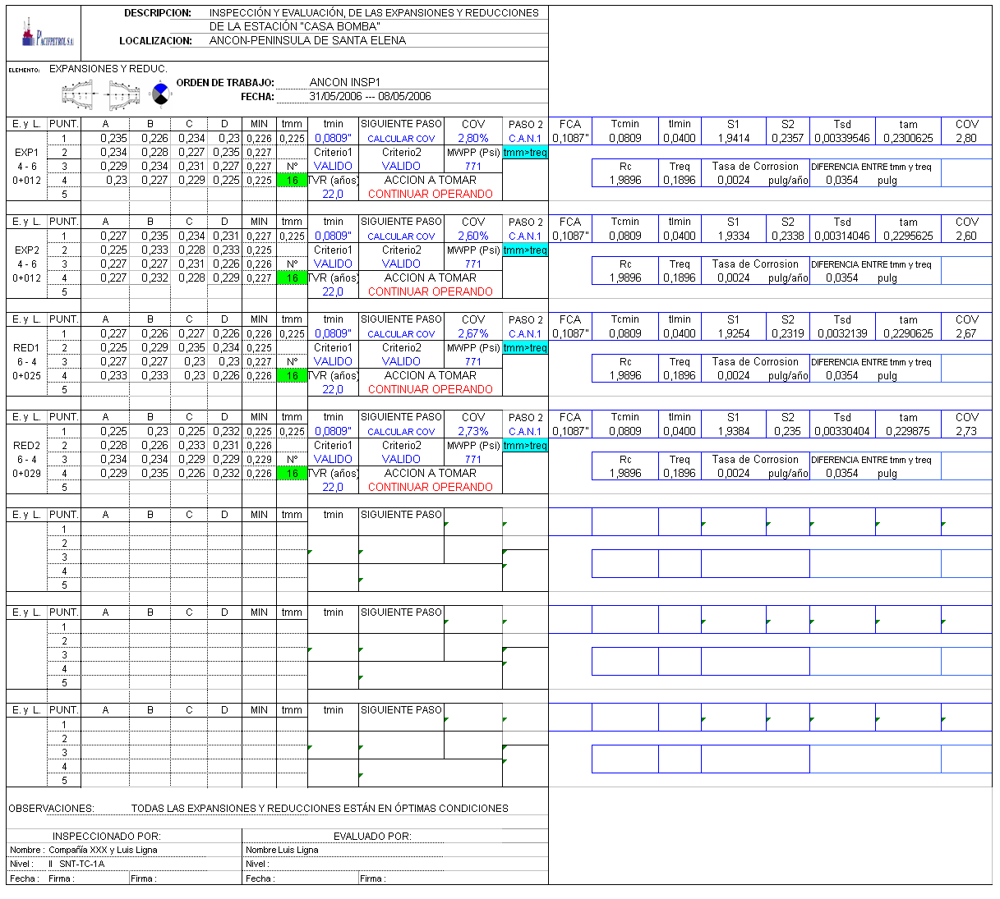 DESCRIPCION: INSPECCIÓN Y EVALUACIÓN, DE LAS EXPANSIONES Y REDUCCIONES
DE LA ESTACIÓN "CASA BOMBA"
PACIFPETROL S.A.
LOCALIZACION: ANCON-PENINSULA DE SANTA ELENA
ELEMENTO: EXPANSIONES Y REDUC.
ORDEN DE TRABAJO: ANCON INSP1
FECHA: 31/05/2006 --- 08/05/2006
E. y L. PUNT. A B C D MIN tmm tmin SIGUIENTE PASO COV PASO 2 FCA Tcmin tlmin S1 S2 Tsd tam COV
1 0,235 0,226 0,234 0,23 0,226 0,225 0,0809" CALCULAR COV 2,80% C.A.N.1 0,1087" 0,0809 0,0400 1,9414 0,2357 0,00339546 0,2300625 2,80
EXP1 2 0,234 0,228 0,227 0,235 0,227 Criterio1 Criterio2 MWPP (Psi) tmm>treq
4 - 6 3 0,229 0,234 0,231 0,227 0,227 Nº VALIDO VALIDO 771 Rc Treq Tasa de Corrosion DIFERENCIA ENTRE tmm y treq
0+012 4 0,23 0,227 0,229 0,225 0,225 16 TVR (años) ACCION A TOMAR 1,9896 0,1896 0,0024 pulg/año 0,0354 pulg
5 22,0 CONTINUAR OPERANDO
E. y L. PUNT. A B C D MIN tmm tmin SIGUIENTE PASO COV PASO 2 FCA Tcmin tlmin S1 S2 Tsd tam COV
1 0,227 0,235 0,234 0,231 0,227 0,225 0,0809" CALCULAR COV 2,60% C.A.N.1 0,1087" 0,0809 0,0400 1,9334 0,2338 0,00314046 0,2295625 2,60
EXP2 2 0,225 0,233 0,228 0,233 0,225 Criterio1 Criterio2 MWPP (Psi) tmm>treq
4 - 6 3 0,227 0,227 0,231 0,226 0,226 Nº VALIDO VALIDO 771 Rc Treq Tasa de Corrosion DIFERENCIA ENTRE tmm y treq
0+012 4 0,227 0,232 0,228 0,229 0,227 16 TVR (años) ACCION A TOMAR 1,9896 0,1896 0,0024 pulg/año 0,0354 pulg
5 22,0 CONTINUAR OPERANDO
E. y L. PUNT. A B C D MIN tmm tmin SIGUIENTE PASO COV PASO 2 FCA Tcmin tlmin S1 S2 Tsd tam COV
1 0,227 0,226 0,227 0,226 0,226 0,225 0,0809" CALCULAR COV 2,67% C.A.N.1 0,1087" 0,0809 0,0400 1,9254 0,2319 0,0032139 0,2290625 2,67
RED1 2 0,225 0,229 0,235 0,234 0,225 Criterio1 Criterio2 MWPP (Psi) tmm>treq
6 - 4 3 0,227 0,227 0,23 0,23 0,227 Nº VALIDO VALIDO 771 Rc Treq Tasa de Corrosion DIFERENCIA ENTRE tmm y treq
0+025 4 0,233 0,233 0,23 0,226 0,226 16 TVR (años) ACCION A TOMAR 1,9896 0,1896 0,0024 pulg/año 0,0354 pulg
5 22,0 CONTINUAR OPERANDO
E. y L. PUNT. A B C D MIN tmm tmin SIGUIENTE PASO COV PASO 2 FCA Tcmin tlmin S1 S2 Tsd tam COV
1 0,225 0,23 0,225 0,232 0,225 0,225 0,0809" CALCULAR COV 2,73% C.A.N.1 0,1087" 0,0809 0,0400 1,9384 0,235 0,00330404 0,229875 2,73
RED2 2 0,228 0,226 0,233 0,231 0,226 Criterio1 Criterio2 MWPP (Psi) tmm>treq
6 - 4 3 0,234 0,234 0,229 0,229 0,229 Nº VALIDO VALIDO 771 Rc Treq Tasa de Corrosion DIFERENCIA ENTRE tmm y treq
0+029 4 0,229 0,235 0,226 0,232 0,226 16 TVR (años) ACCION A TOMAR 1,9896 0,1896 0,0024 pulg/año 0,0354 pulg
5 22,0 CONTINUAR OPERANDO
E. y L. PUNT. A B C D MIN tmm tmin SIGUIENTE PASO
1
2
3
4
5
E. y L. PUNT. A B C D MIN tmm tmin SIGUIENTE PASO
1
2
3
4
5
E. y L. PUNT. A B C D MIN tmm tmin SIGUIENTE PASO
1
2
3
4
5
OBSERVACIONES: TODAS LAS EXPANSIONES Y REDUCCIONES ESTÁN EN ÓPTIMAS CONDICIONES
INSPECCIONADO POR: EVALUADO POR:
Nombre : Compañía XXX y Luis Ligna Nombre Luis Ligna
Nivel : II SNT-TC-1A Nivel :
Fecha : Firma : Firma : Fecha : Firma :